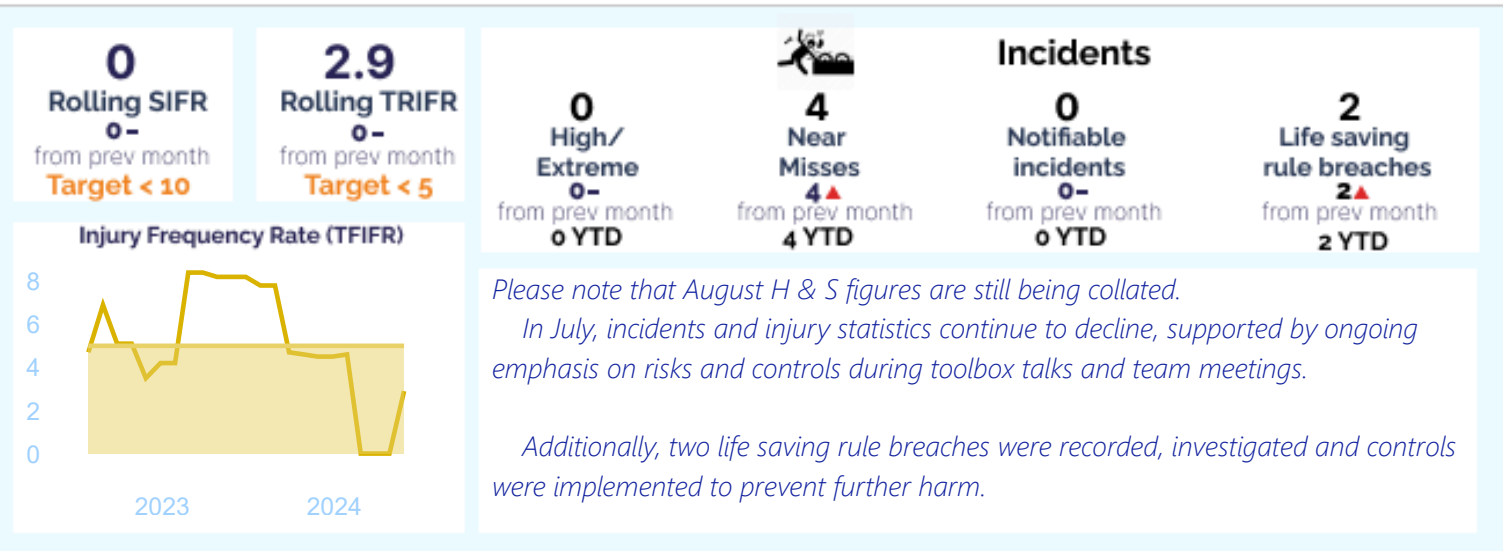 0
Rolling SIFR
0 –
from prev month
Target < 10
2.9
Rolling TRIFR
0 –
from prev month
Target < 5
Incidents
0
High/
Extreme
0–
from prev month
0 YTD
4
Near
Misses
4▲
from prev month
4 YTD
0
Notifiable
incidents
0–
from prev month
0 YTD
2
Life saving
rule breaches
2▲
from prev month
2 YTD
Injury Frequency Rate (TFIFR)
8
6
4
2
0
2023 2024
Please note that August H & S figures are still being collated.
In July, incidents and injury statistics continue to decline, supported by ongoing
emphasis on risks and controls during toolbox talks and team meetings.
Additionally, two life saving rule breaches were recorded, investigated and controls
were implemented to prevent further harm.